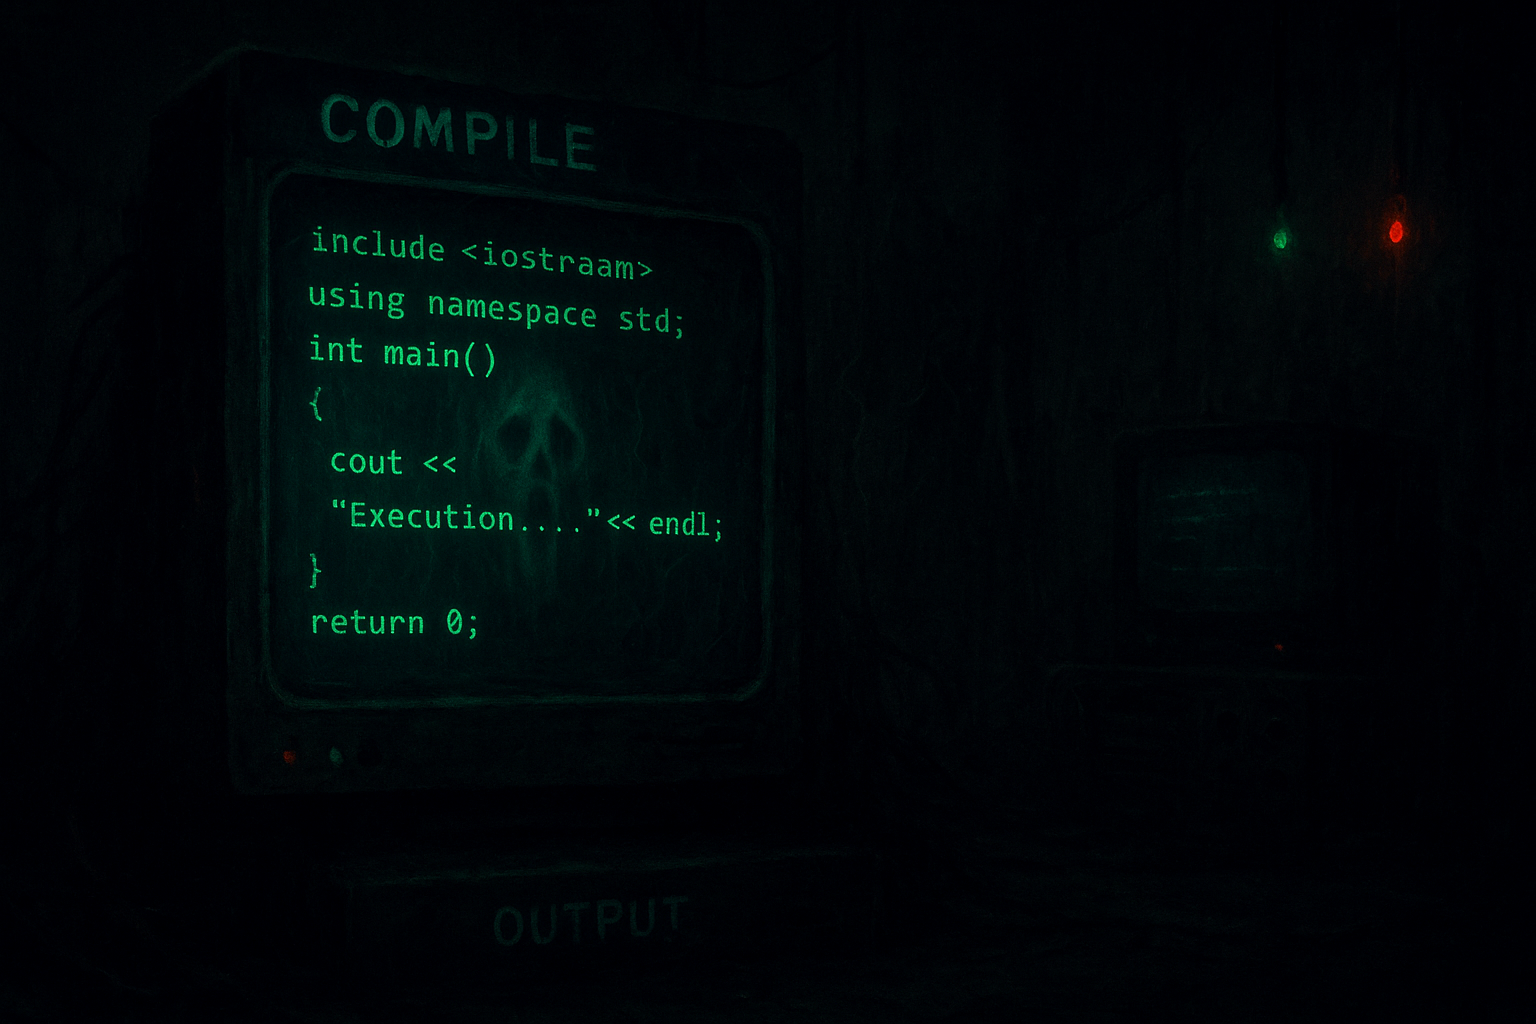 COMPILE
include <iostraam>
using namespace std;
int main()
{
cout <<
“Execution...."<< endl;
}
return 0;
OUTPUT